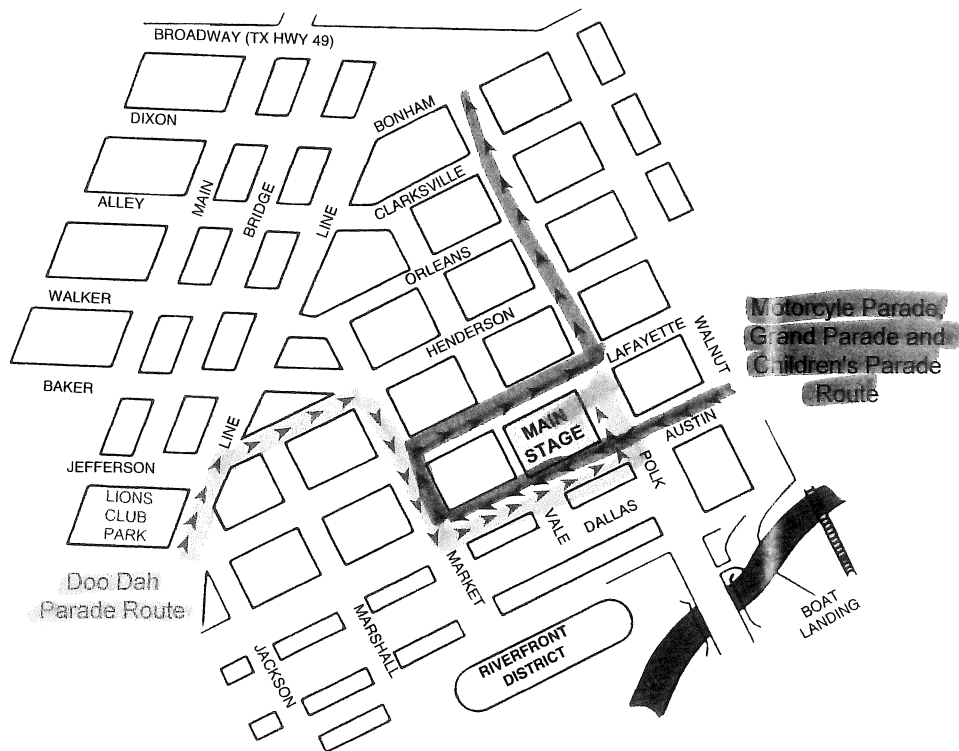 BROADWAY (TX HWY 49)
DIXON
BONHAM
ALLEY
MAIN
BRIDGE
LINE
CLARKSVILLE
ORLEANS
WALKER
HENDERSON
LAFAYETTE
WALNUT
Motorcyle Parade,
Grand Parade and
Children's Parade
Route
BAKER
LINE
MAIN
STAGE
AUSTIN
JEFFERSON
POLK
LIONS
CLUB
PARK
VALE
DALLAS
MARKET
Doo Dah
Parade Route
MARSHALL
JACKSON
RIVERFRONT
DISTRICT
BOAT
LANDING